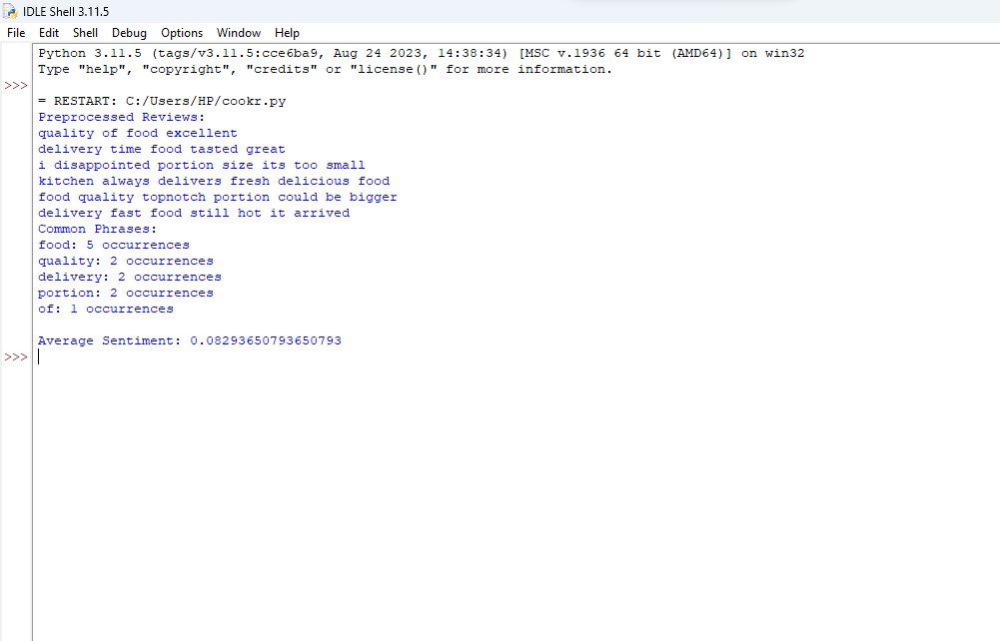 IDLE Shell 3.11.5
File Edit Shell Debug Options Window Help
Python 3.11.5 (tags/v3.11.5:cce6ba9, Aug 24 2023, 14:38:34) [MSC v.1936 64 bit (AMD64)] on win32
Type "help", "copyright", "credits" or "license()" for more information.
>>>
= RESTART: C:/Users/HP/cookr.py
Preprocessed Reviews:
quality of food excellent
delivery time food tasted great
i disappointed portion size its too small
kitchen always delivers fresh delicious food
food quality topnotch portion could be bigger
delivery fast food still hot it arrived
Common Phrases:
food: 5 occurrences
quality: 2 occurrences
delivery: 2 occurrences
portion: 2 occurrences
of: 1 occurrences
Average Sentiment: 0.08293650793650793
>>>